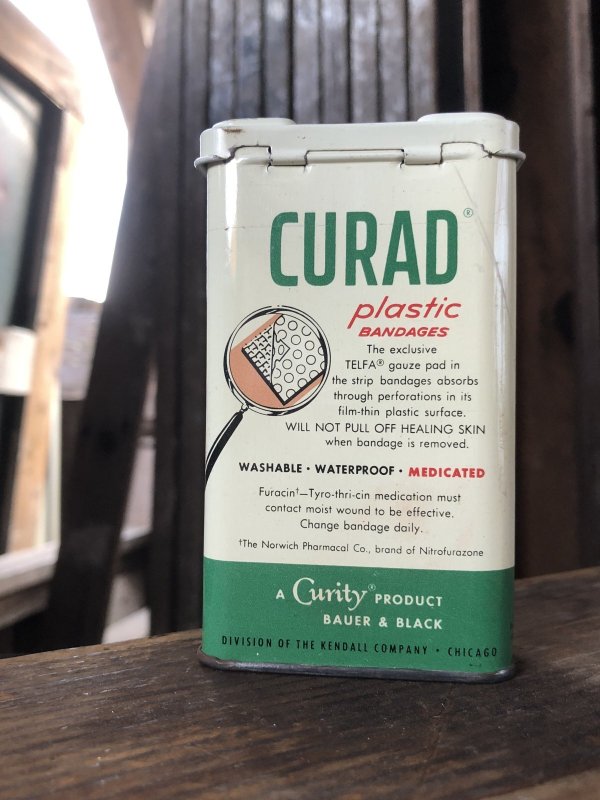 CURAD®
plastic
BANDAGES
The exclusive
TELFA® gauze pad in
the strip bandages absorbs
through perforations in its
film-thin plastic surface.
WILL NOT PULL OFF HEALING SKIN
when bandage is removed.
WASHABLE · WATERPROOF · MEDICATED
Furacin†—Tyro-thri-cin medication must
contact moist wound to be effective.
Change bandage daily.
†The Norwich Pharmacal Co., brand of Nitrofurazone
A Curity® PRODUCT
BAUER & BLACK
DIVISION OF THE KENDALL COMPANY · CHICAGO